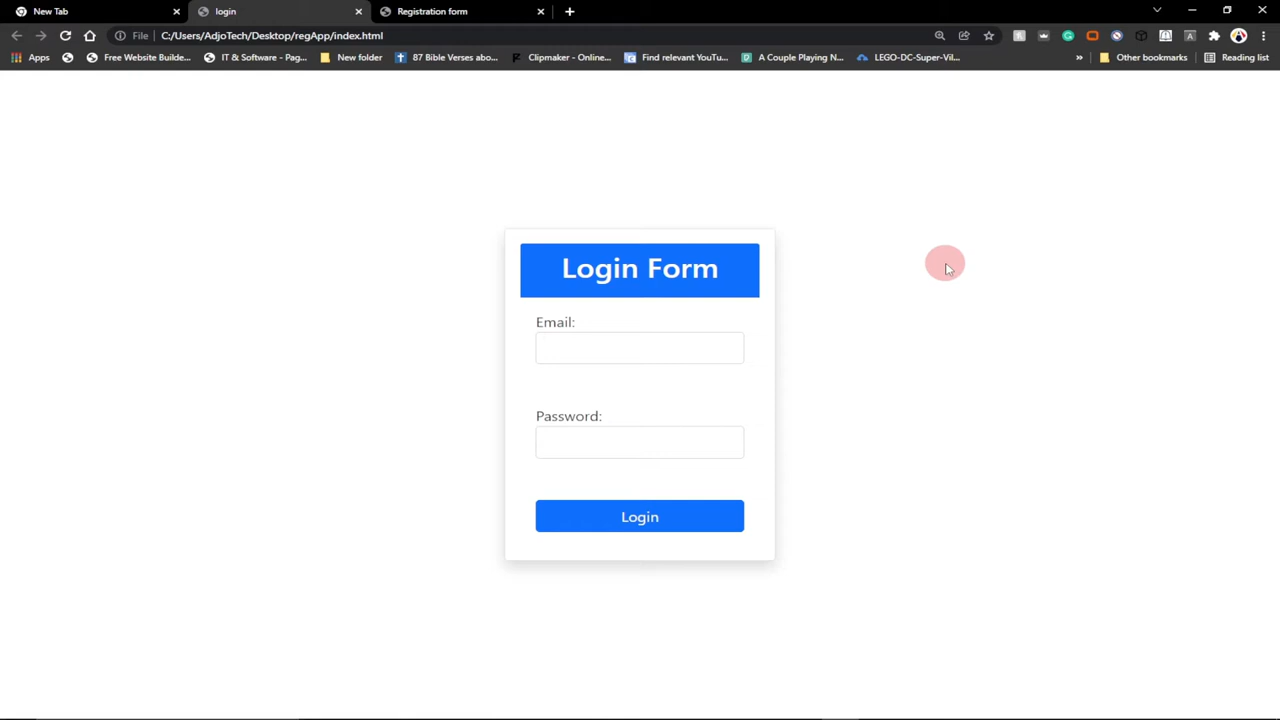 New Tab
login
Registration form
File
C:/Users/AdjoTech/Desktop/regApp/index.html
Apps
Free Website Builde...
IT & Software - Pag...
New folder
87 Bible Verses abo...
Clipmaker - Online...
Find relevant YouTu...
A Couple Playing N...
LEGO-DC-Super-Vil...
»
Other bookmarks
Reading list
Login Form
Email:
Password:
Login